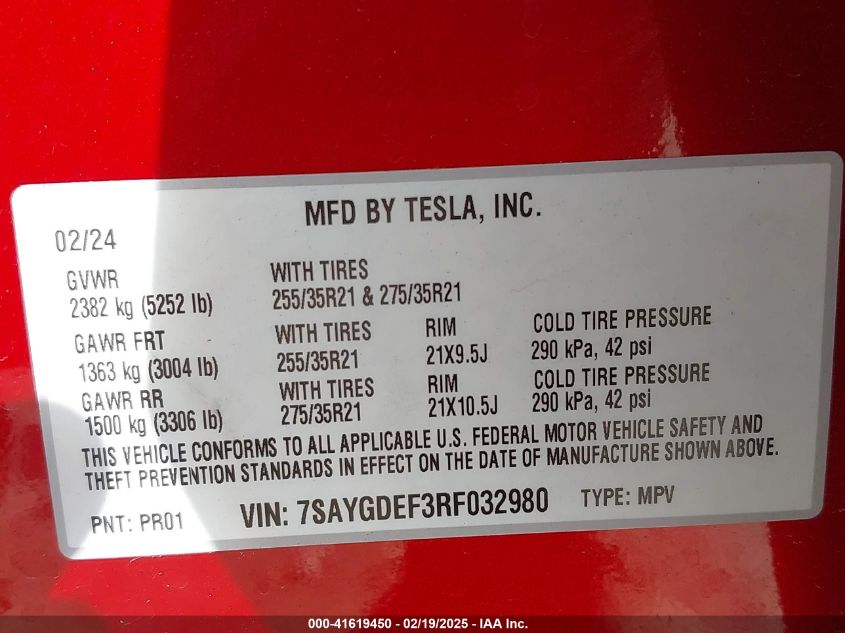 MFD BY TESLA, INC.
02/24
GVWR WITH TIRES
2382 kg (5252 lb) 255/35R21 & 275/35R21
GAWR FRT WITH TIRES RIM COLD TIRE PRESSURE
1363 kg (3004 lb) 255/35R21 21X9.5J 290 kPa, 42 psi
GAWR RR WITH TIRES RIM COLD TIRE PRESSURE
1500 kg (3306 lb) 275/35R21 21X10.5J 290 kPa, 42 psi
THIS VEHICLE CONFORMS TO ALL APPLICABLE U.S. FEDERAL MOTOR VEHICLE SAFETY AND
THEFT PREVENTION STANDARDS IN EFFECT ON THE DATE OF MANUFACTURE SHOWN ABOVE.
PNT: PR01 VIN: 7SAYGDEF3RF032980 TYPE: MPV
000-41619450 - 02/19/2025 - IAA Inc.